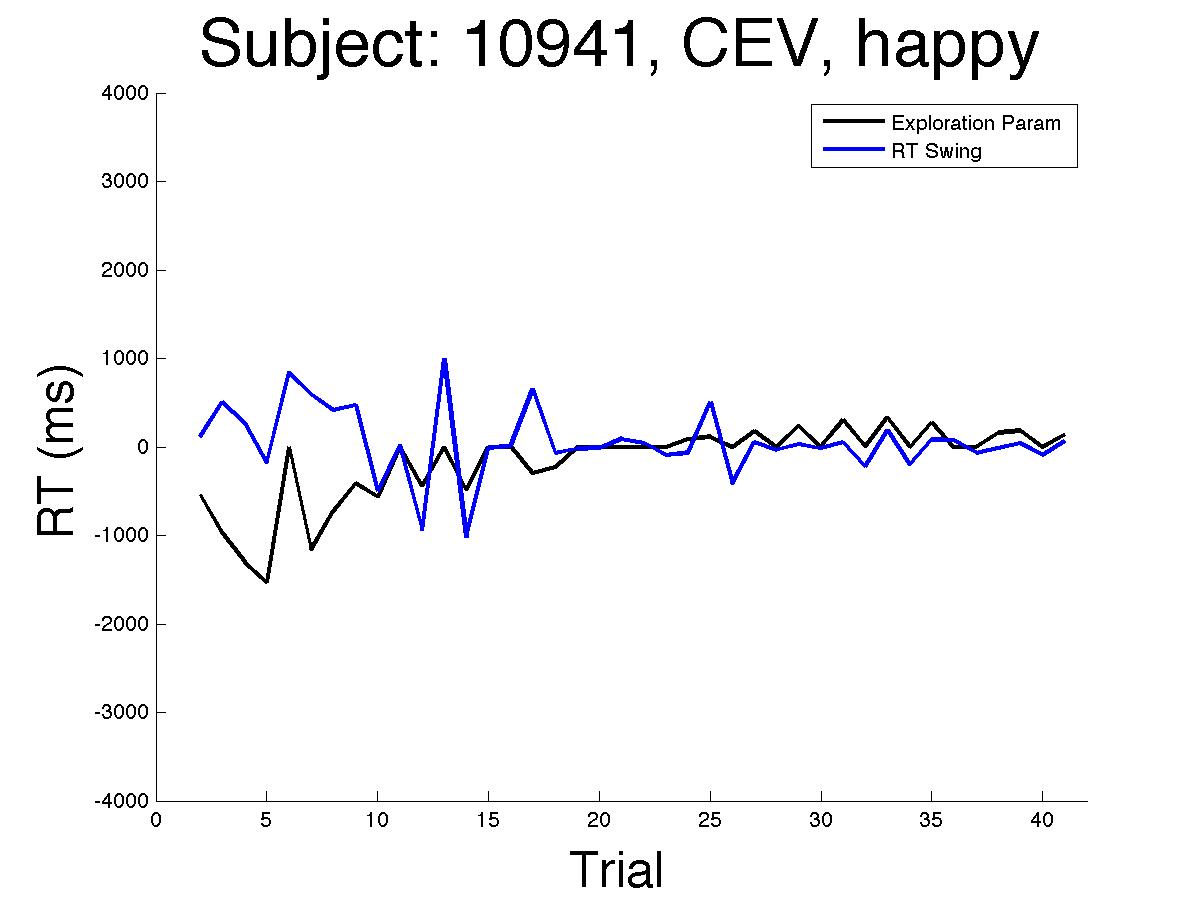 Subject: 10941, CEV, happy
4000
3000
2000
1000
0
-1000
-2000
-3000
-4000
RT (ms)
Exploration Param
RT Swing
0 5 10 15 20 25 30 35 40
Trial